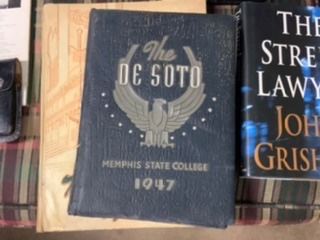 The
DE SOTO
MEMPHIS STATE COLLEGE
1947
THE
STRE
LAWY
JOH
GRISH